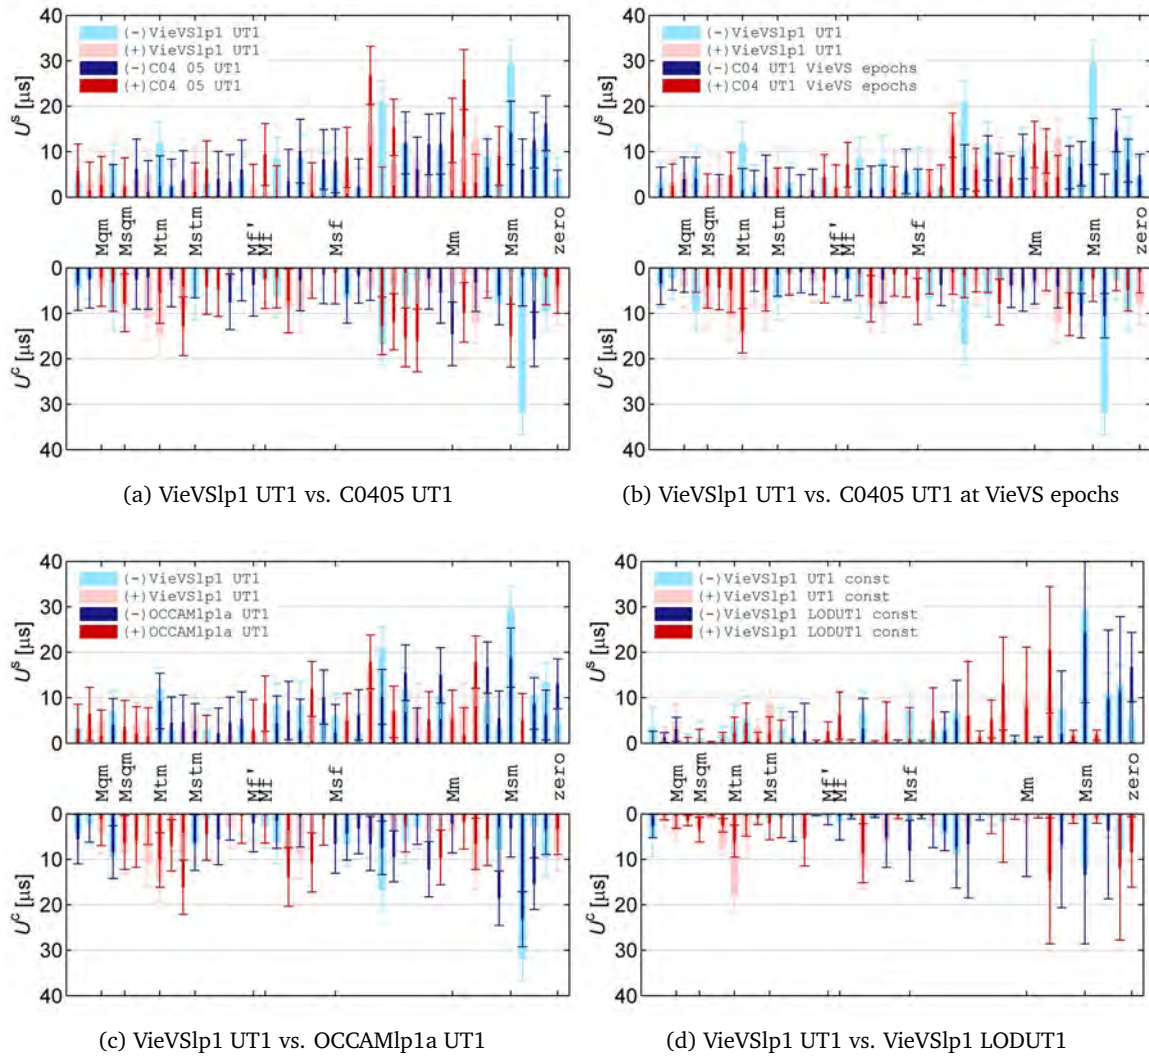 40
30
20
10
0
Uˢ [µs]
(-)VieVSlp1 UT1
(+)VieVSlp1 UT1
(-)C04 05 UT1
(+)C04 05 UT1
Mqm
Msqm
Mtm
Mstm
Mf'
Mf
Msf
Mm
Msm
zero
0
10
20
30
40
Uᶜ [µs]
(a) VieVSlp1 UT1 vs. C0405 UT1
40
30
20
10
0
Uˢ [µs]
(-)VieVSlp1 UT1
(+)VieVSlp1 UT1
(-)C04 UT1 VieVS epochs
(+)C04 UT1 VieVS epochs
Mqm
Msqm
Mtm
Mstm
Mf'
Mf
Msf
Mm
Msm
zero
0
10
20
30
40
Uᶜ [µs]
(b) VieVSlp1 UT1 vs. C0405 UT1 at VieVS epochs
40
30
20
10
0
Uˢ [µs]
(-)VieVSlp1 UT1
(+)VieVSlp1 UT1
(-)OCCAMlp1a UT1
(+)OCCAMlp1a UT1
Mqm
Msqm
Mtm
Mstm
Mf'
Mf
Msf
Mm
Msm
zero
0
10
20
30
40
Uᶜ [µs]
(c) VieVSlp1 UT1 vs. OCCAMlp1a UT1
40
30
20
10
0
Uˢ [µs]
(-)VieVSlp1 UT1 const
(+)VieVSlp1 UT1 const
(-)VieVSlp1 LODUT1 const
(+)VieVSlp1 LODUT1 const
Mqm
Msqm
Mtm
Mstm
Mf'
Mf
Msf
Mm
Msm
zero
0
10
20
30
40
Uᶜ [µs]
(d) VieVSlp1 UT1 vs. VieVSlp1 LODUT1